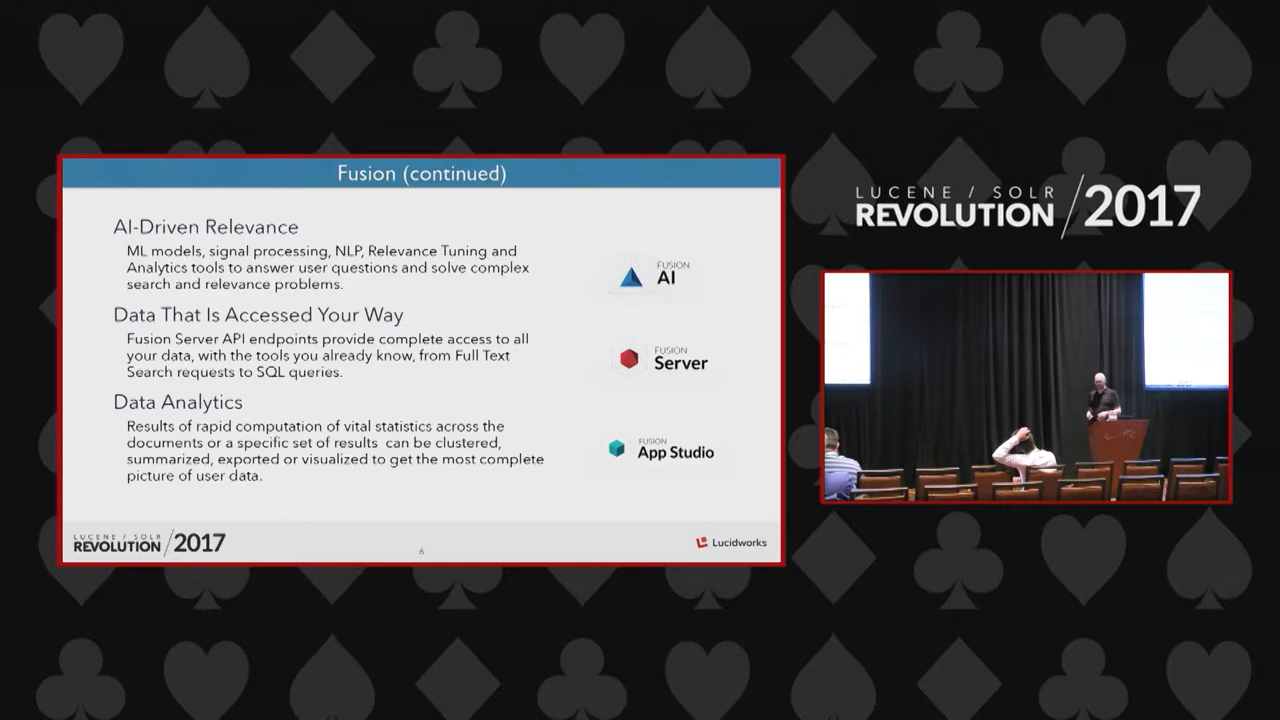 Fusion (continued)
AI-Driven Relevance
ML models, signal processing, NLP, Relevance Tuning and
Analytics tools to answer user questions and solve complex
search and relevance problems.
FUSION
AI
Data That Is Accessed Your Way
Fusion Server API endpoints provide complete access to all
your data, with the tools you already know, from Full Text
Search requests to SQL queries.
FUSION
Server
Data Analytics
Results of rapid computation of vital statistics across the
documents or a specific set of results can be clustered,
summarized, exported or visualized to get the most complete
picture of user data.
FUSION
App Studio
LUCENE / SOLR
REVOLUTION /2017
6
Lucidworks
LUCENE / SOLR
REVOLUTION /2017